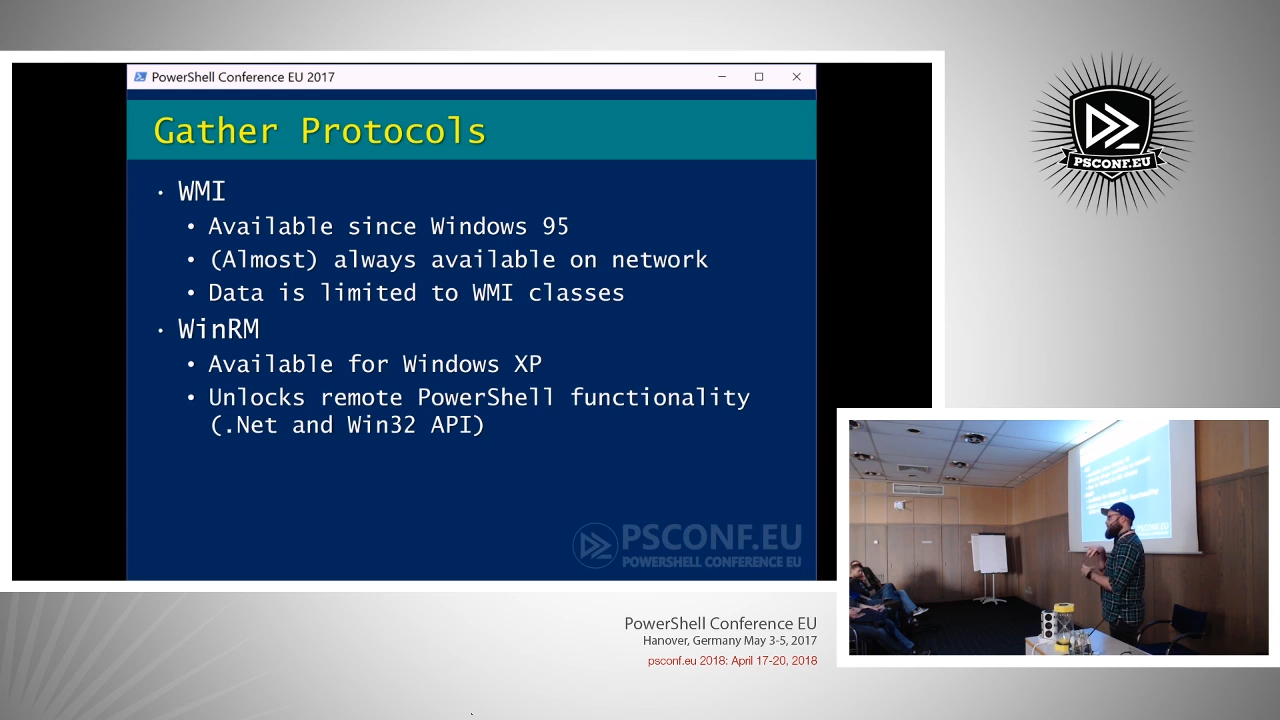 PowerShell Conference EU 2017
Gather Protocols
• WMI
• Available since Windows 95
• (Almost) always available on network
• Data is limited to WMI classes
• WinRM
• Available for Windows XP
• Unlocks remote PowerShell functionality
(.Net and Win32 API)
PSCONF.EU
POWERSHELL CONFERENCE EU
PSCONF.EU
PowerShell Conference EU
Hanover, Germany May 3-5, 2017
psconf.eu 2018: April 17-20, 2018